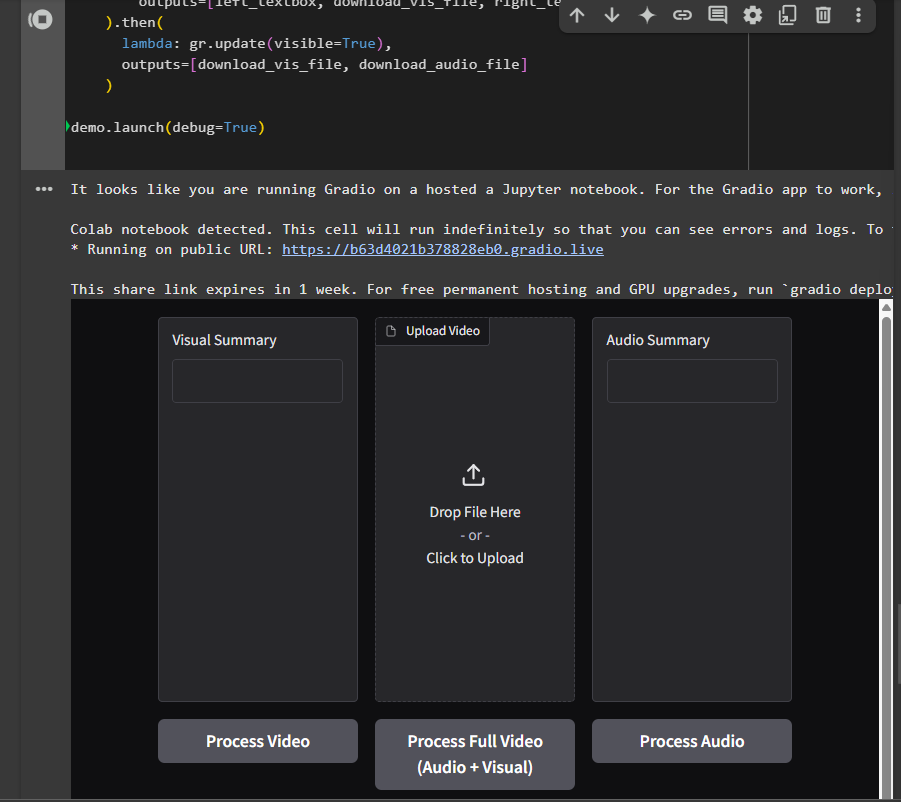 outputs=[left_textbox, download_vis_file, right_te
).then(
lambda: gr.update(visible=True),
outputs=[download_vis_file, download_audio_file]
)
demo.launch(debug=True)
It looks like you are running Gradio on a hosted a Jupyter notebook. For the Gradio app to work,
Colab notebook detected. This cell will run indefinitely so that you can see errors and logs. To
* Running on public URL: https://b63d4021b378828eb0.gradio.live
This share link expires in 1 week. For free permanent hosting and GPU upgrades, run `gradio deplo
Visual Summary
Upload Video
Audio Summary
Drop File Here
- or -
Click to Upload
Process Video
Process Full Video
(Audio + Visual)
Process Audio